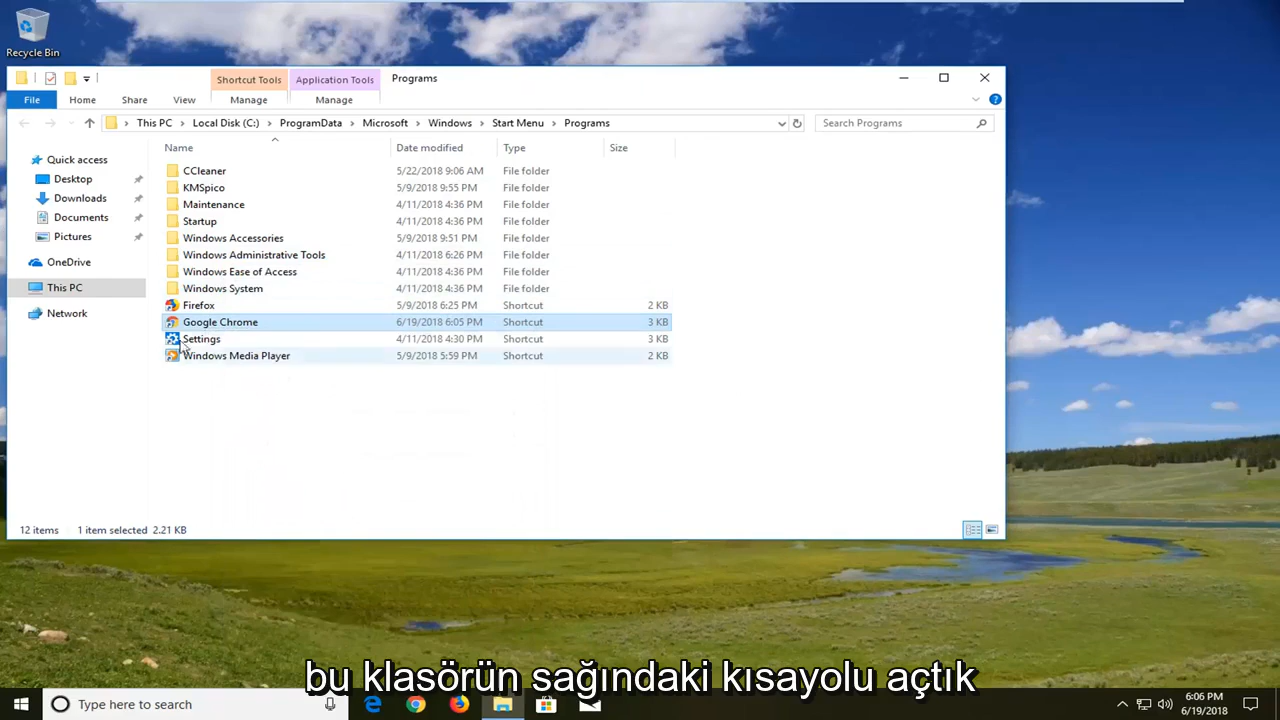 Recycle Bin
Shortcut Tools Application Tools Programs
File Home Share View Manage Manage
This PC Local Disk (C:) ProgramData Microsoft Windows Start Menu Programs Search Programs
Name Date modified Type Size
Quick access
Desktop
Downloads
Documents
Pictures
OneDrive
This PC
Network
CCleaner 5/22/2018 9:06 AM File folder
KMSpico 5/9/2018 9:55 PM File folder
Maintenance 4/11/2018 4:36 PM File folder
Startup 4/11/2018 4:36 PM File folder
Windows Accessories 5/9/2018 9:51 PM File folder
Windows Administrative Tools 4/11/2018 6:26 PM File folder
Windows Ease of Access 4/11/2018 4:36 PM File folder
Windows System 4/11/2018 4:36 PM File folder
Firefox 5/9/2018 6:25 PM Shortcut 2 KB
Google Chrome 6/19/2018 6:05 PM Shortcut 3 KB
Settings 4/11/2018 4:30 PM Shortcut 3 KB
Windows Media Player 5/9/2018 5:59 PM Shortcut 2 KB
12 items 1 item selected 2.21 KB
bu klasörün sağındaki kısayolu açtık
Type here to search
6:06 PM
6/19/2018